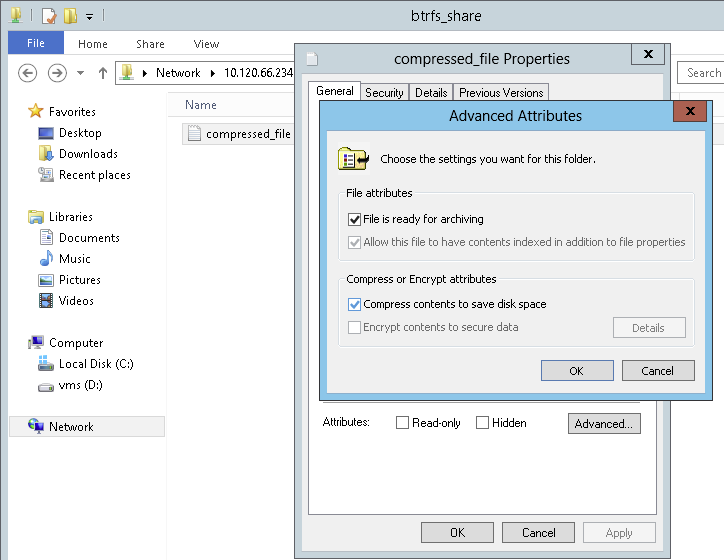 btrfs_share
File Home Share View
Network 10.120.66.234
Search
Name
compressed_file
Favorites
Desktop
Downloads
Recent places
Libraries
Documents
Music
Pictures
Videos
Computer
Local Disk (C:)
vms (D:)
Network
compressed_file Properties
x
General Security Details Previous Versions
Advanced Attributes
x
Choose the settings you want for this folder.
File attributes
File is ready for archiving
Allow this file to have contents indexed in addition to file properties
Compress or Encrypt attributes
Compress contents to save disk space
Encrypt contents to secure data
Details
OK Cancel
Attributes: Read-only Hidden Advanced...
OK Cancel Apply